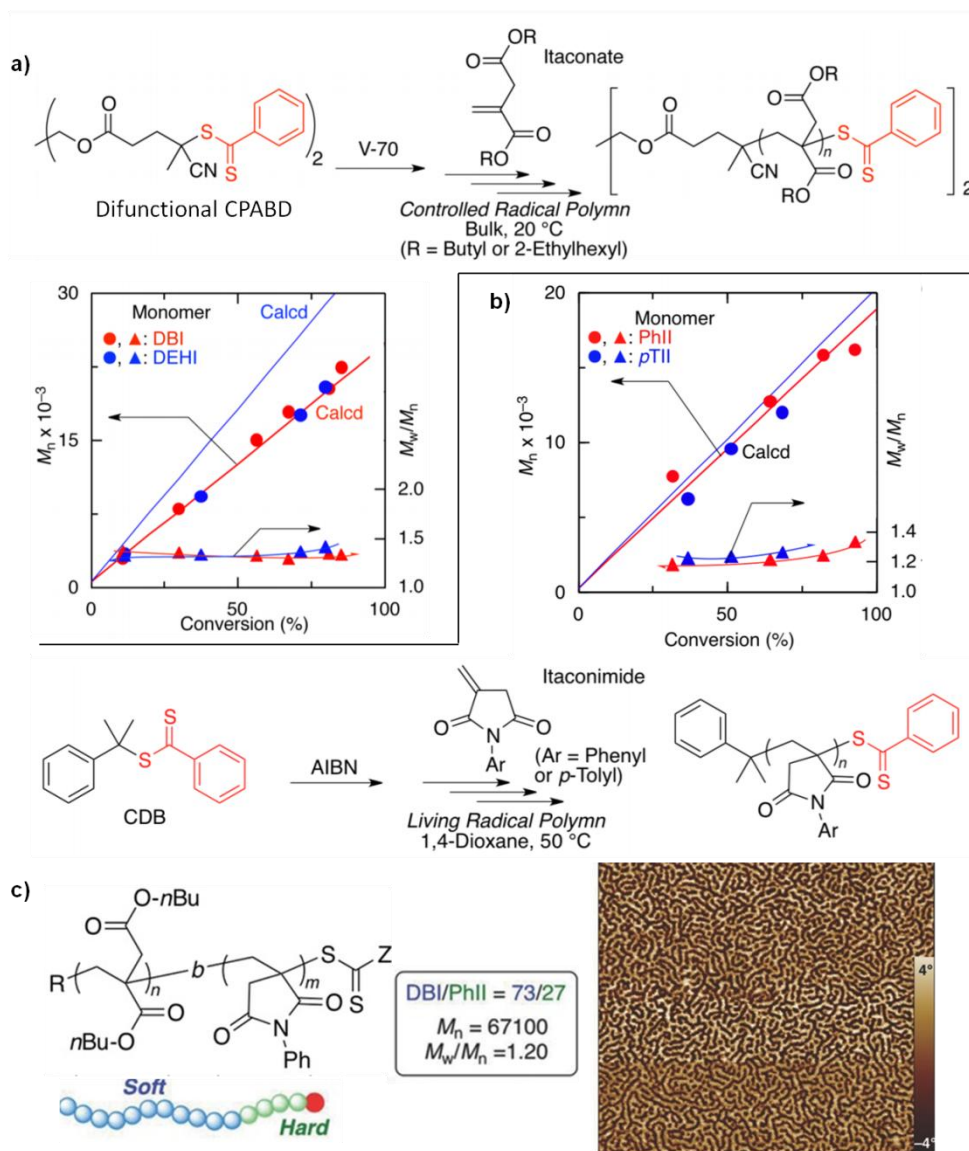 a)
OR
O
Itaconate
O
O
S
S
CN
2
V-70
O
RO
Controlled Radical Polymn
Bulk, 20 °C
(R = Butyl or 2-Ethylhexyl)
RO
O
O
O
CN
n
S
S
O
RO
2
Difunctional CPABD
30
15
0
Mn x 10⁻³
Monomer
●, ▲: DBI
●, ▲: DEHI
Calcd
Calcd
2.0
1.0
Mw/Mn
0
50
100
Conversion (%)
b)
20
10
0
Mn x 10⁻³
Monomer
●, ▲: PhII
●, ▲: pTII
Calcd
1.4
1.2
1.0
Mw/Mn
0
50
100
Conversion (%)
S
S
CDB
AIBN
Itaconimide
O
N
O
Ar
(Ar = Phenyl
or p-Tolyl)
Living Radical Polymn
1,4-Dioxane, 50 °C
n
S
S
O
N
O
Ar
c)
O-nBu
O
R
n
b
m
S
Z
S
nBu-O
O
O
N
O
Ph
DBI/PhII = 73/27
Mn = 67100
Mw/Mn =1.20
Soft
Hard
4°
–4°